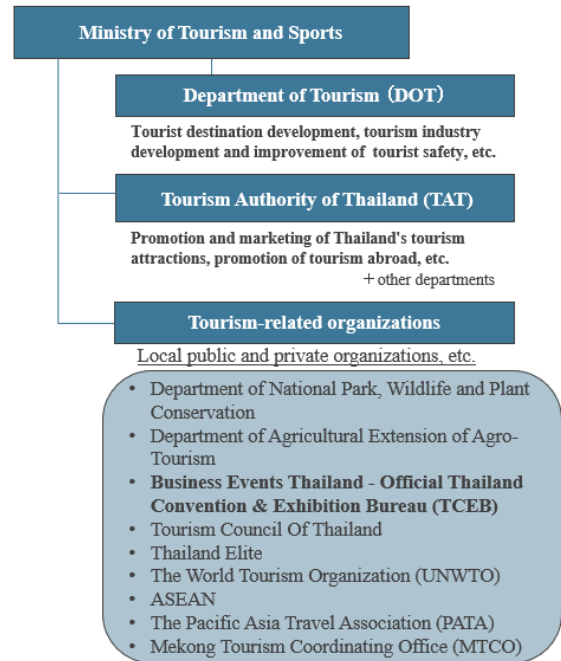 Ministry of Tourism and Sports
Department of Tourism（DOT）
Tourist destination development, tourism industry
development and improvement of tourist safety, etc.
Tourism Authority of Thailand (TAT)
Promotion and marketing of Thailand's tourism
attractions, promotion of tourism abroad, etc.
＋other departments
Tourism-related organizations
Local public and private organizations, etc.
• Department of National Park, Wildlife and Plant
Conservation
• Department of Agricultural Extension of Agro-
Tourism
• Business Events Thailand - Official Thailand
Convention & Exhibition Bureau (TCEB)
• Tourism Council Of Thailand
• Thailand Elite
• The World Tourism Organization (UNWTO)
• ASEAN
• The Pacific Asia Travel Association (PATA)
• Mekong Tourism Coordinating Office (MTCO)